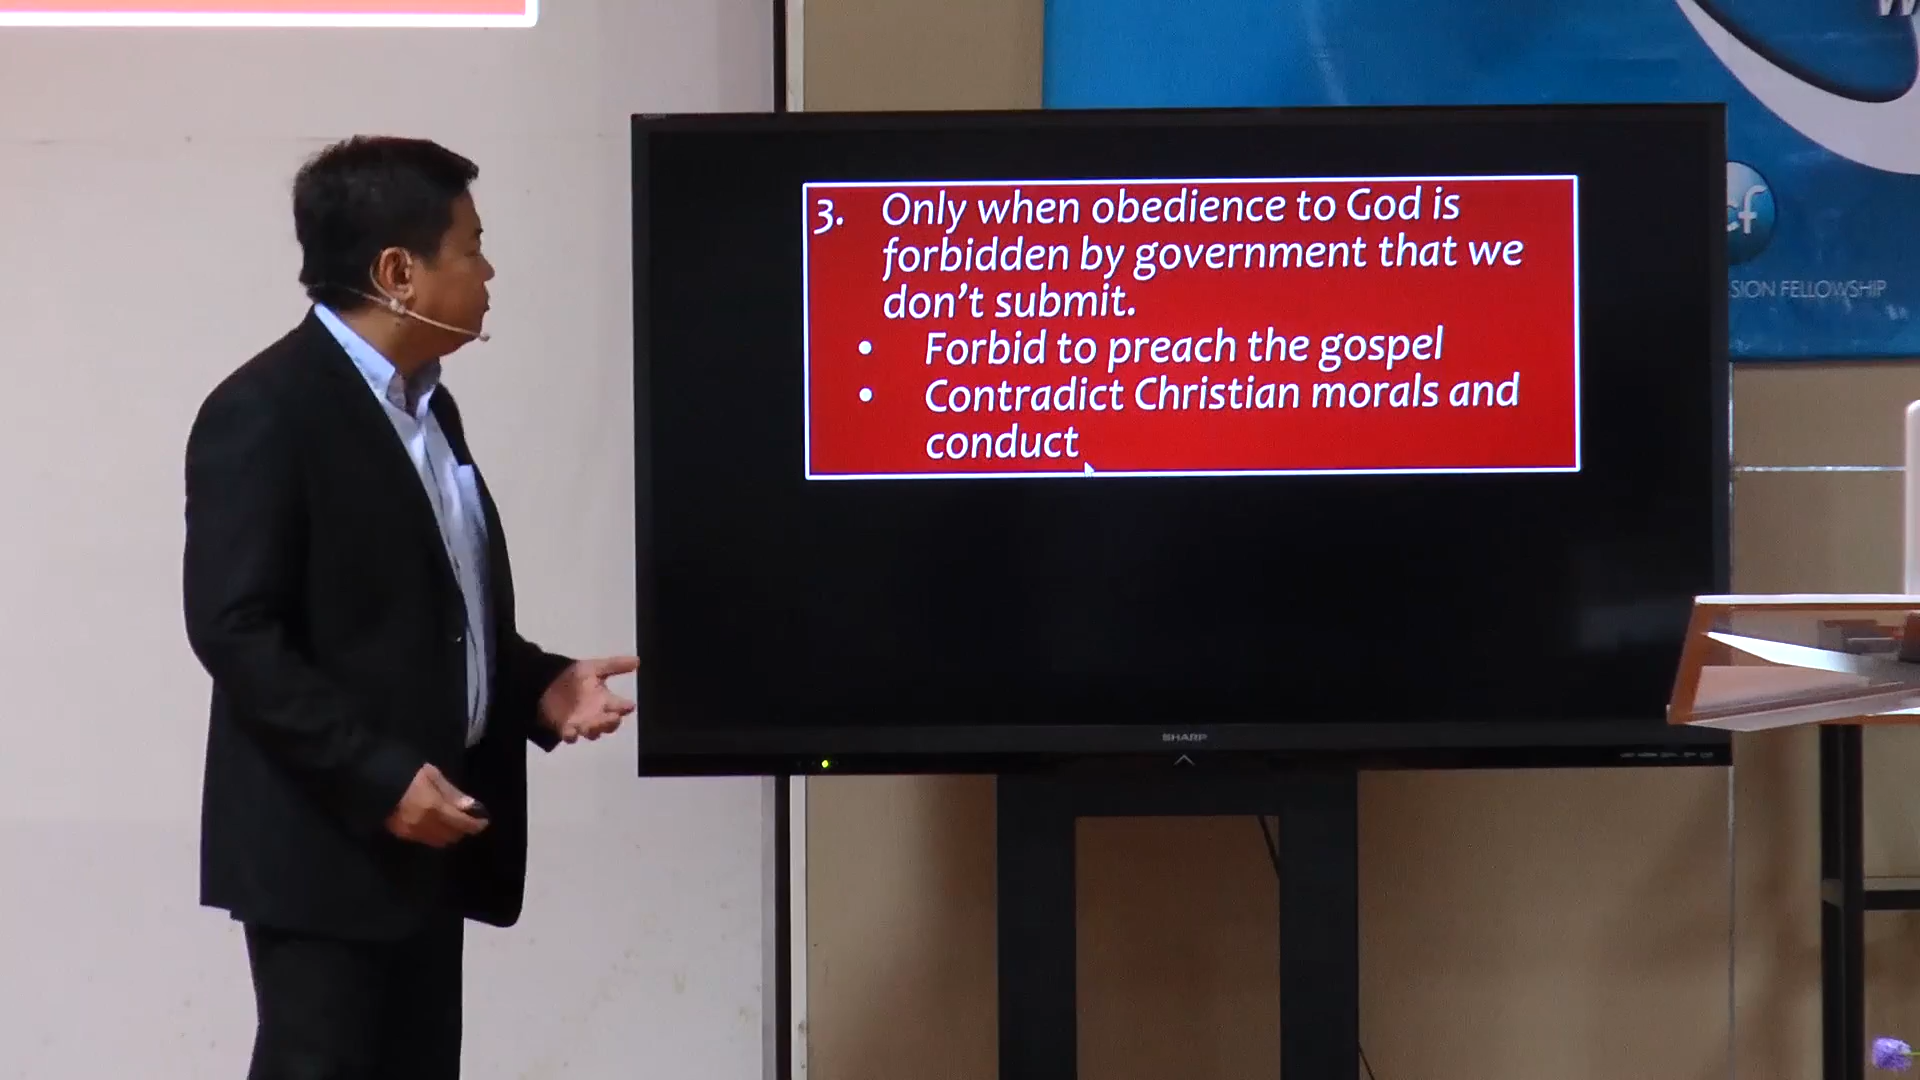 3. Only when obedience to God is
forbidden by government that we
don't submit.
• Forbid to preach the gospel
• Contradict Christian morals and
conduct
SHARP
cf
SION FELLOWSHIP